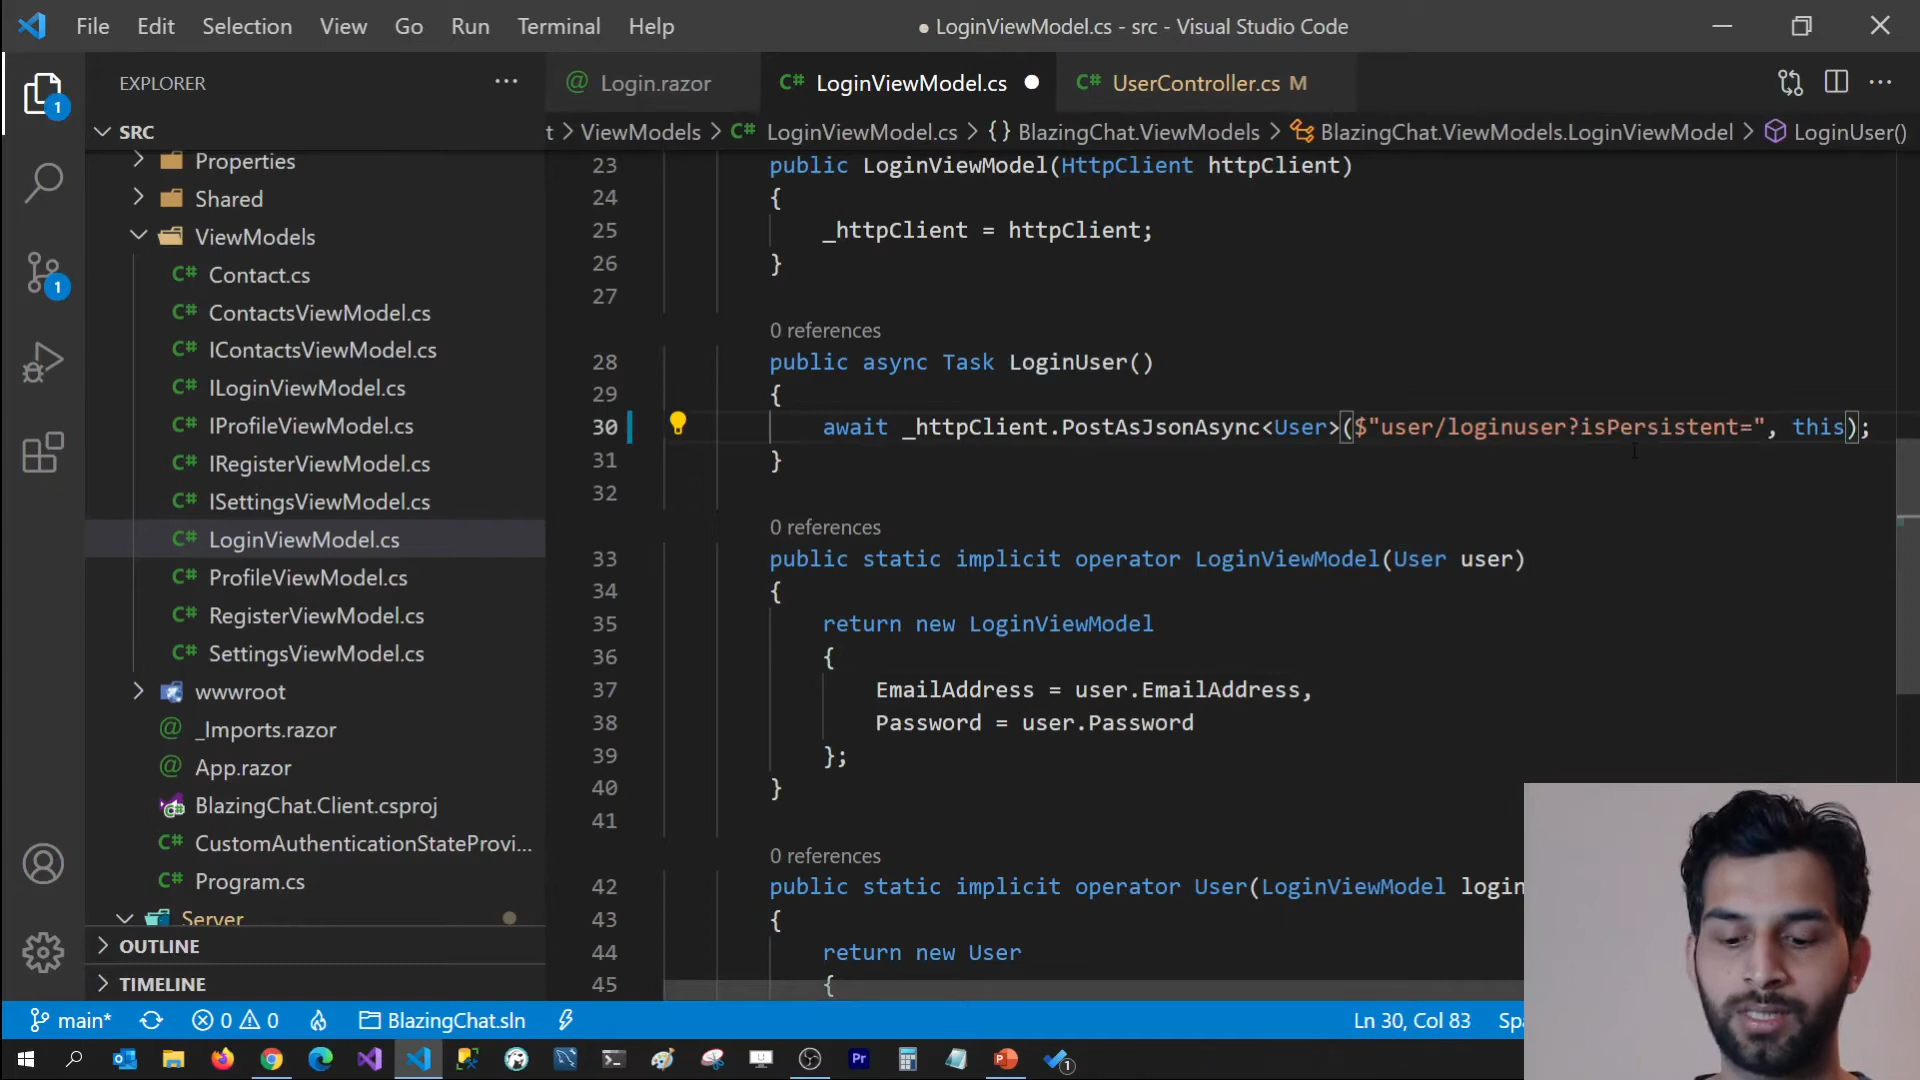 File Edit Selection View Go Run Terminal Help
● LoginViewModel.cs - src - Visual Studio Code
EXPLORER
Login.razor
C# LoginViewModel.cs
C# UserController.cs M
SRC
t > ViewModels > C# LoginViewModel.cs > {} BlazingChat.ViewModels > BlazingChat.ViewModels.LoginViewModel > LoginUser()
1
Properties
Shared
ViewModels
C# Contact.cs
C# ContactsViewModel.cs
C# IContactsViewModel.cs
C# ILoginViewModel.cs
C# IProfileViewModel.cs
C# IRegisterViewModel.cs
C# ISettingsViewModel.cs
C# LoginViewModel.cs
C# ProfileViewModel.cs
C# RegisterViewModel.cs
C# SettingsViewModel.cs
wwwroot
_Imports.razor
App.razor
BlazingChat.Client.csproj
C# CustomAuthenticationStateProvi...
C# Program.cs
Server
OUTLINE
TIMELINE
1
23 public LoginViewModel(HttpClient httpClient)
24 {
25 _httpClient = httpClient;
26 }
27
0 references
28 public async Task LoginUser()
29 {
30 await _httpClient.PostAsJsonAsync<User>($"user/loginuser?isPersistent=", this);
31 }
32
0 references
33 public static implicit operator LoginViewModel(User user)
34 {
35 return new LoginViewModel
36 {
37 EmailAddress = user.EmailAddress,
38 Password = user.Password
39 };
40 }
41
0 references
42 public static implicit operator User(LoginViewModel login
43 {
44 return new User
45 {
main* 0 0 BlazingChat.sln
Ln 30, Col 83 Spa
Pr
1